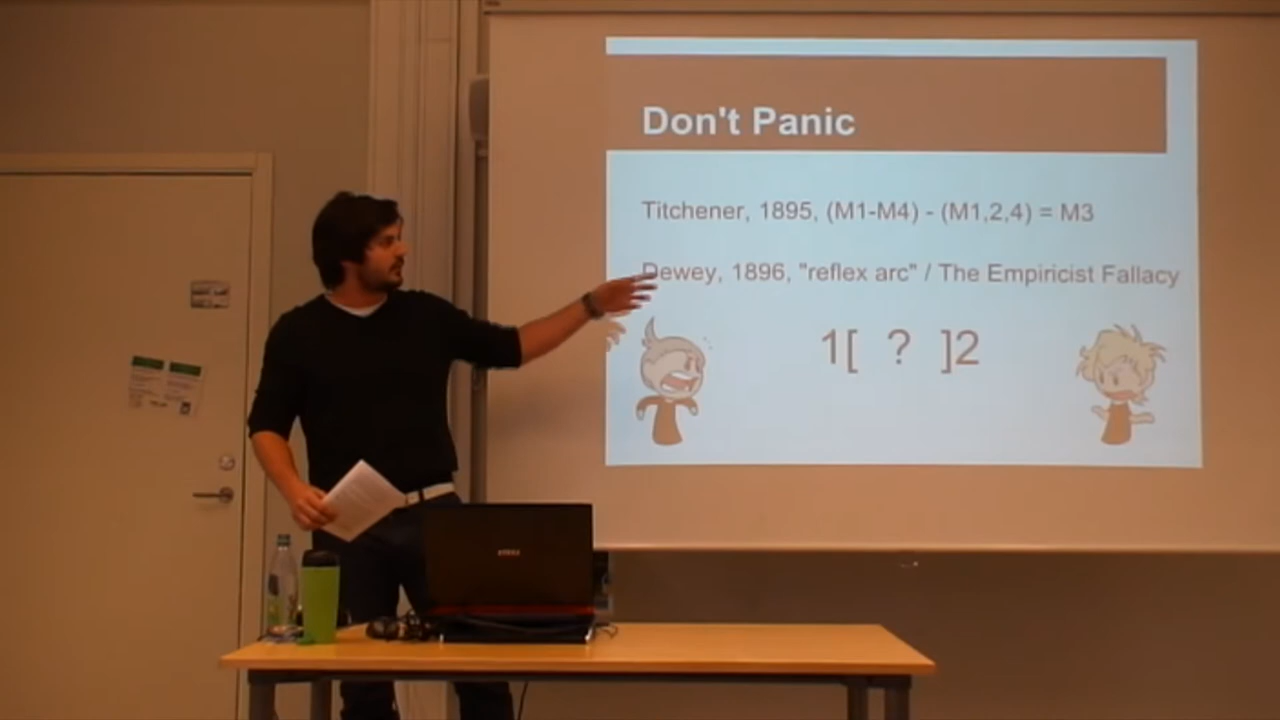 Don't Panic
Titchener, 1895, (M1-M4) - (M1,2,4) = M3
Dewey, 1896, "reflex arc" / The Empiricist Fallacy
1[ ? ]2